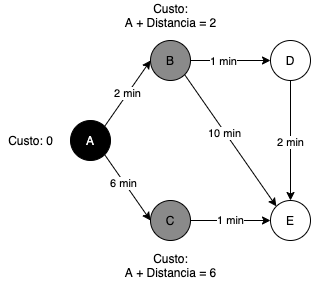 Custo:
A + Distancia = 2
B
1 min
D
2 min
Custo: 0
A
10 min
2 min
6 min
C
1 min
E
Custo:
A + Distancia = 6